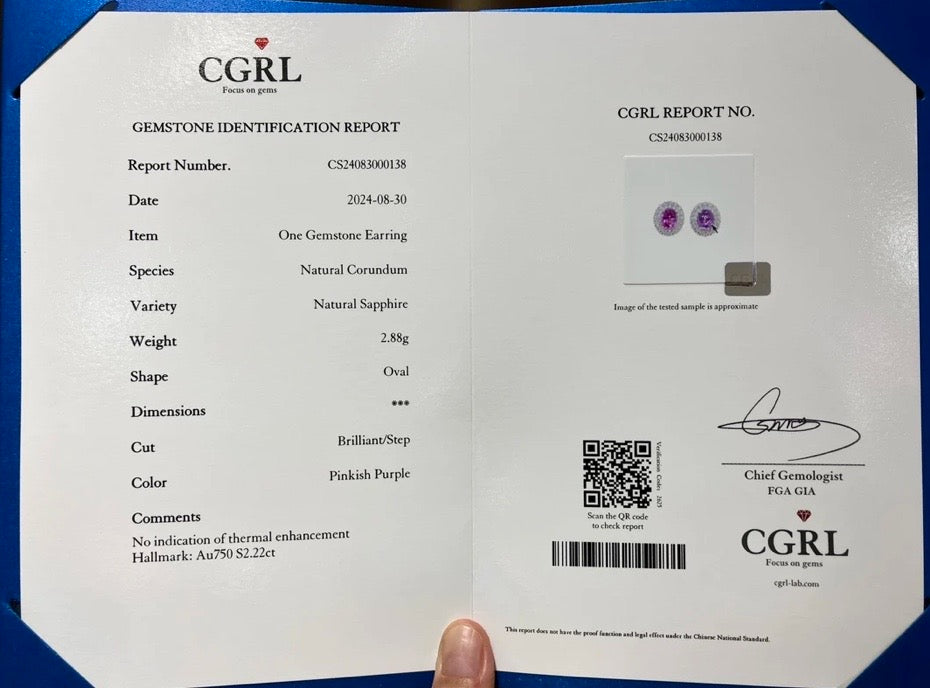 CGRL
Focus on gems
GEMSTONE IDENTIFICATION REPORT
Report Number. CS24083000138
Date 2024-08-30
Item One Gemstone Earring
Species Natural Corundum
Variety Natural Sapphire
Weight 2.88g
Shape Oval
Dimensions ***
Cut Brilliant/Step
Color Pinkish Purple
Comments
No indication of thermal enhancement
Hallmark: Au750 S2.22ct
CGRL REPORT NO.
CS24083000138
Image of the tested sample is approximate
Scan the QR code
to check report
Chief Gemologist
FGA GIA
CGRL
Focus on gems
cgrl-lab.com
This report does not have the proof function and legal effect under the Chinese National Standard.